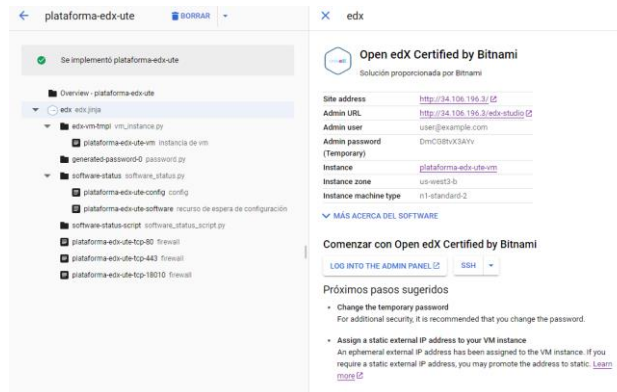 plataforma-edx-ute
BORRAR
Se implementó plataforma-edx-ute
Overview - plataforma-edx-ute
edx edx.jinja
edx-vm-tmpl vm_instance.py
plataforma-edx-ute-vm instancia de vm
generated-password-0 password.py
software-status software_status.py
plataforma-edx-ute-config config
plataforma-edx-ute-software recurso de espera de configuración
software-status-script software_status_script.py
plataforma-edx-ute-tcp-80 firewall
plataforma-edx-ute-tcp-443 firewall
plataforma-edx-ute-tcp-18010 firewall
edx
Open edX Certified by Bitnami
Solución proporcionada por Bitnami
Site address http://34.106.196.3/
Admin URL http://34.106.196.3/edx-studio
Admin user user@example.com
Admin password DmCG8tvX3AYv
(Temporary)
Instance plataforma-edx-ute-vm
Instance zone us-west3-b
Instance machine type n1-standard-2
MÁS ACERCA DEL SOFTWARE
Comenzar con Open edX Certified by Bitnami
LOG INTO THE ADMIN PANEL SSH
Próximos pasos sugeridos
• Change the temporary password
For additional security, it is recommended that you change the password.
• Assign a static external IP address to your VM instance
An ephemeral external IP address has been assigned to the VM instance. If you
require a static external IP address, you may promote the address to static. Learn
more